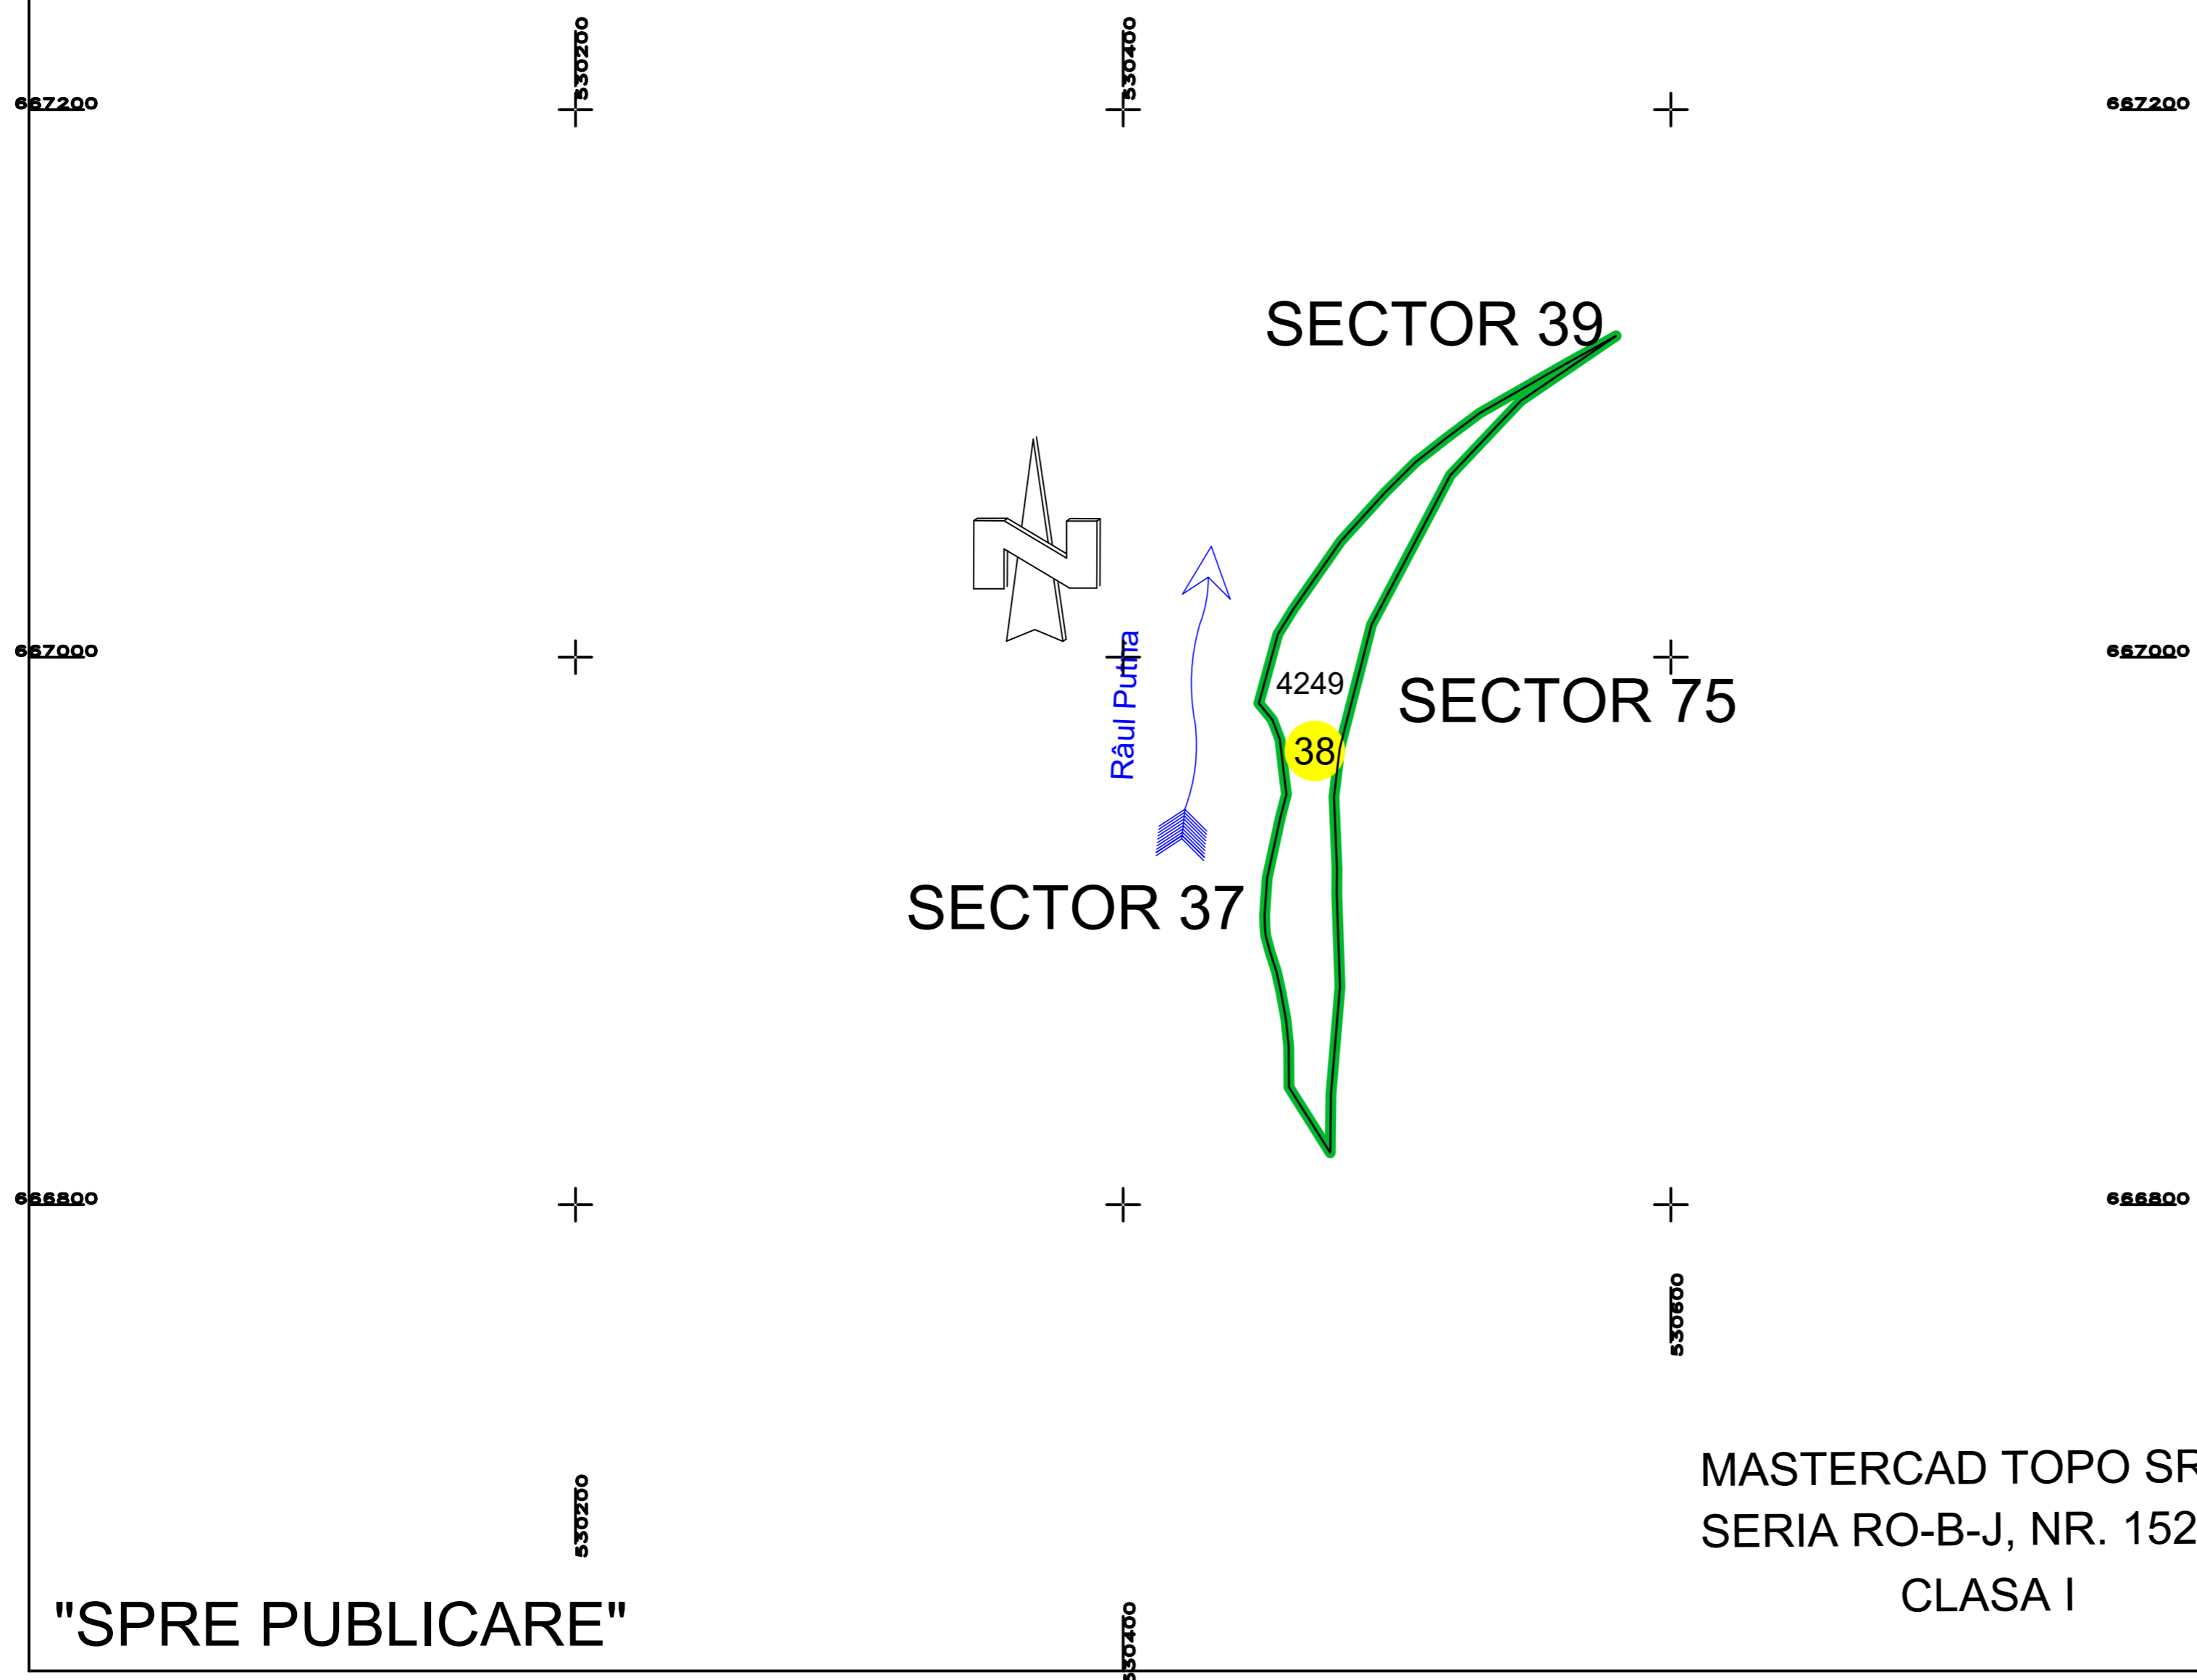 530200
530400
667200
667200
SECTOR 39
N
667000
667000
Râul Putna
4249
SECTOR 75
38
SECTOR 37
666800
666800
530600
MASTERCAD TOPO SR
SERIA RO-B-J, NR. 152
CLASA I
530200
530400
"SPRE PUBLICARE"